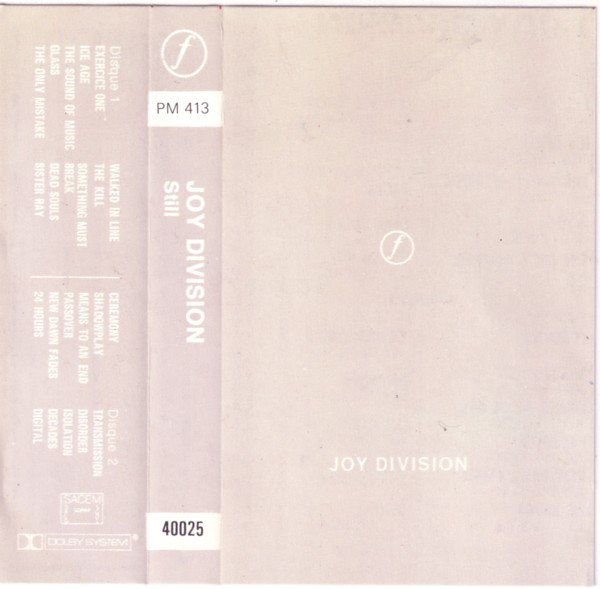 Disque 1
EXERCICE ONE
ICE AGE
THE SOUND OF MUSIC
GLASS
THE ONLY MISTAKE
WALKED IN LINE
THE KILL
SOMETHING MUST
BREAK
DEAD SOULS
SISTER RAY
CEREMONY
SHADOWPLAY
MEANS TO AN END
PASSOVER
NEW DAWN FADES
24 HOURS
Disque 2
TRANSMISSION
DISORDER
ISOLATION
DECADES
DIGITAL
SACEM
DOLBY SYSTEM®
f
PM 413
JOY DIVISION
Still
40025
f
JOY DIVISION